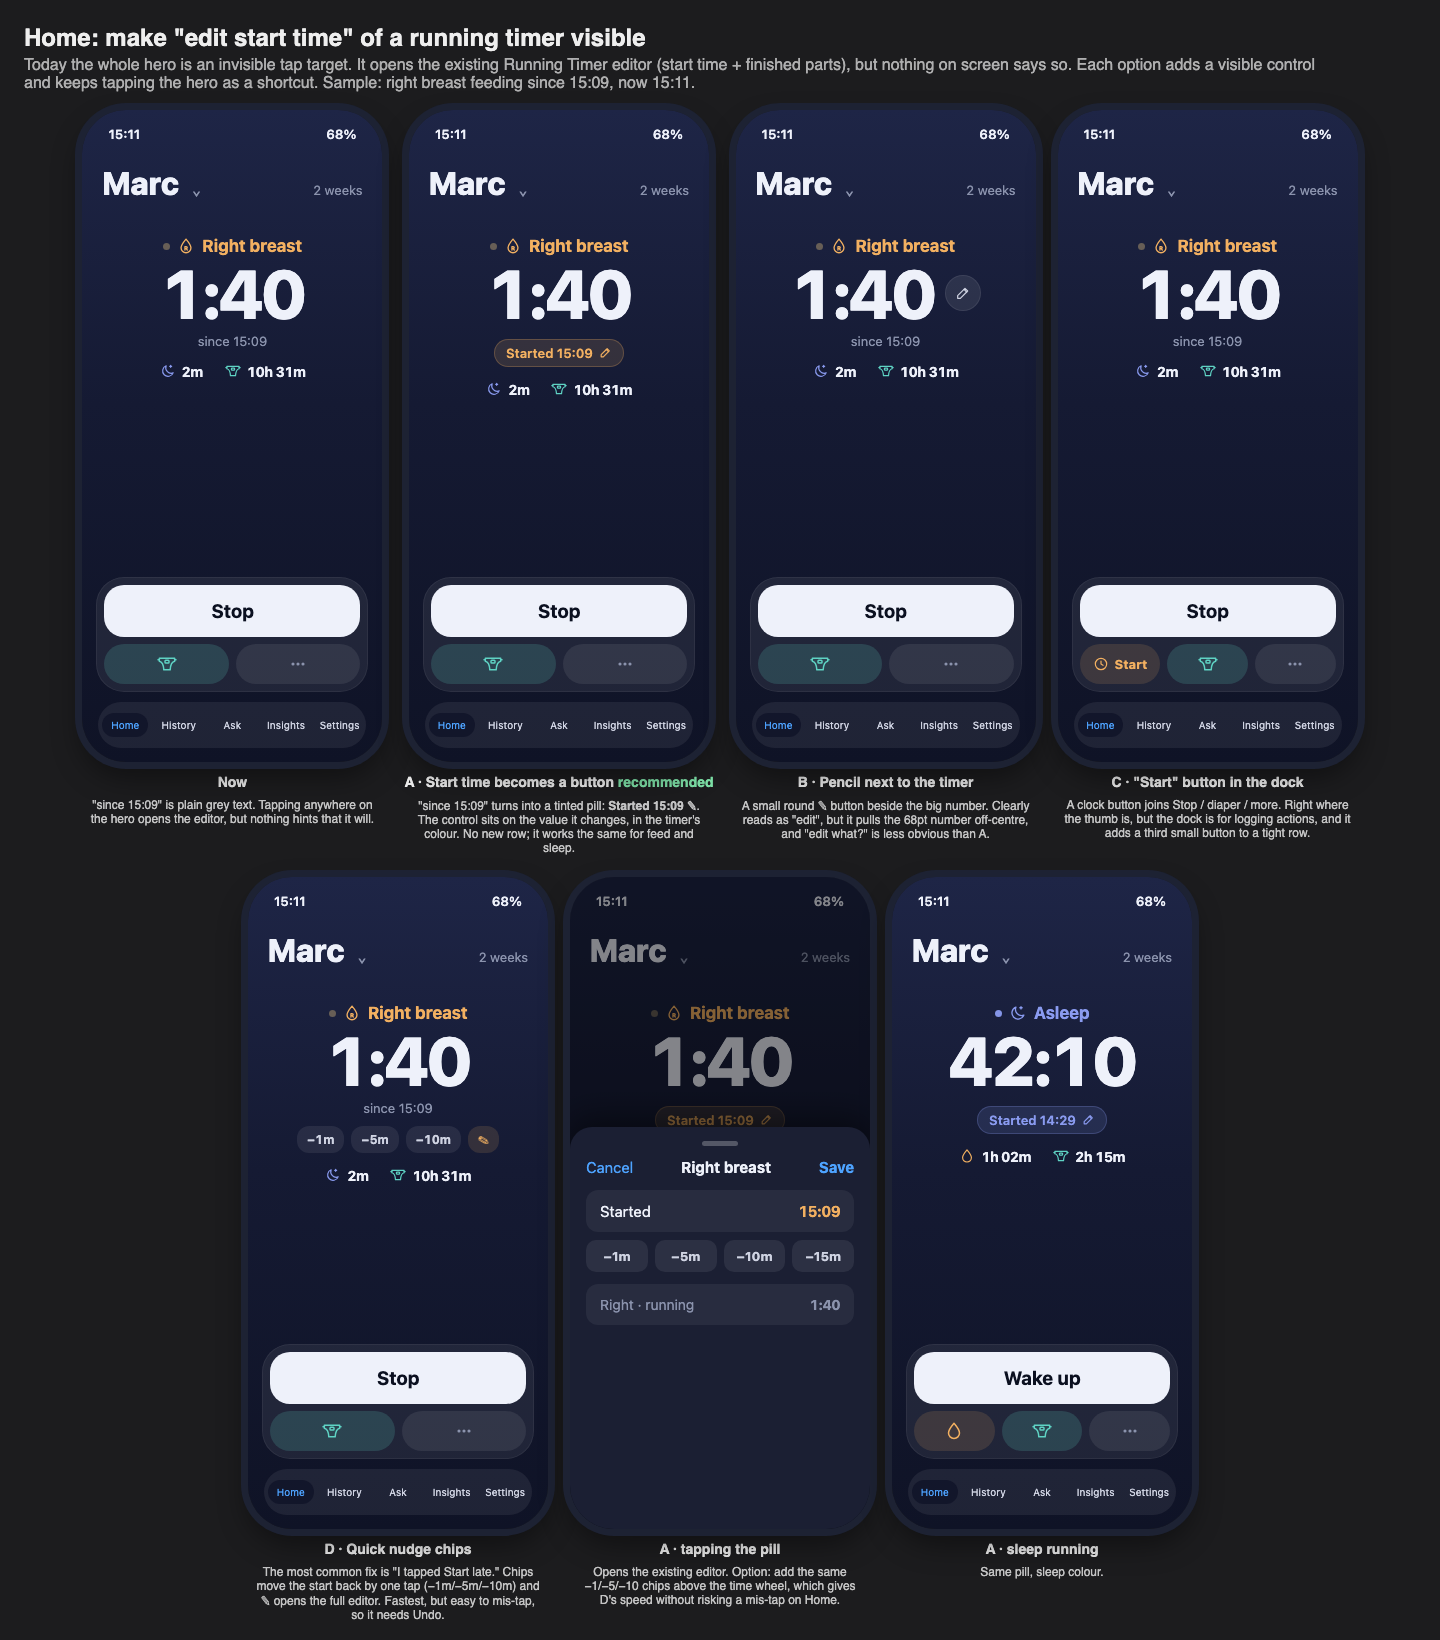 Home: make "edit start time" of a running timer visible
Today the whole hero is an invisible tap target. It opens the existing Running Timer editor (start time + finished parts), but nothing on screen says so. Each option adds a visible control
and keeps tapping the hero as a shortcut. Sample: right breast feeding since 15:09, now 15:11.
15:11 68%
Marc 2 weeks
Right breast
1:40
since 15:09
2m 10h 31m
Stop
Home History Ask Insights Settings
Now
"since 15:09" is plain grey text. Tapping anywhere on
the hero opens the editor, but nothing hints that it will.
15:11 68%
Marc 2 weeks
Right breast
1:40
Started 15:09
2m 10h 31m
Stop
Home History Ask Insights Settings
A · Start time becomes a button recommended
"since 15:09" turns into a tinted pill: Started 15:09 ✎.
The control sits on the value it changes, in the timer's
colour. No new row; it works the same for feed and
sleep.
15:11 68%
Marc 2 weeks
Right breast
1:40
since 15:09
2m 10h 31m
Stop
Home History Ask Insights Settings
B · Pencil next to the timer
A small round ✎ button beside the big number. Clearly
reads as "edit", but it pulls the 68pt number off-centre,
and "edit what?" is less obvious than A.
15:11 68%
Marc 2 weeks
Right breast
1:40
since 15:09
2m 10h 31m
Stop
Start
Home History Ask Insights Settings
C · "Start" button in the dock
A clock button joins Stop / diaper / more. Right where
the thumb is, but the dock is for logging actions, and it
adds a third small button to a tight row.
15:11 68%
Marc 2 weeks
Right breast
1:40
since 15:09
−1m −5m −10m ✎
2m 10h 31m
Stop
Home History Ask Insights Settings
D · Quick nudge chips
The most common fix is "I tapped Start late." Chips
move the start back by one tap (−1m/−5m/−10m) and
✎ opens the full editor. Fastest, but easy to mis-tap,
so it needs Undo.
15:11 68%
Marc 2 weeks
Right breast
1:40
Started 15:09
Cancel Right breast Save
Started 15:09
−1m −5m −10m −15m
Right · running 1:40
A · tapping the pill
Opens the existing editor. Option: add the same
−1/−5/−10 chips above the time wheel, which gives
D's speed without risking a mis-tap on Home.
15:11 68%
Marc 2 weeks
Asleep
42:10
Started 14:29
1h 02m 2h 15m
Wake up
Home History Ask Insights Settings
A · sleep running
Same pill, sleep colour.